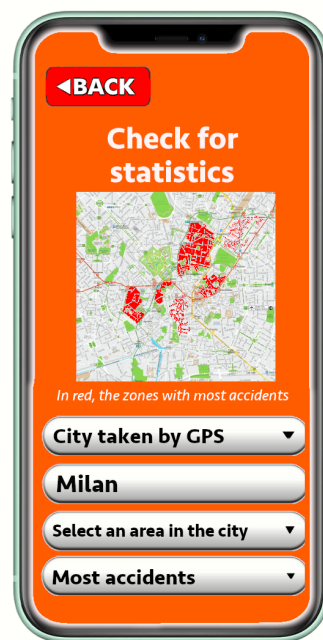 ◀BACK
Check for
statistics
In red, the zones with most accidents
City taken by GPS ▼
Milan
Select an area in the city ▼
Most accidents ▼